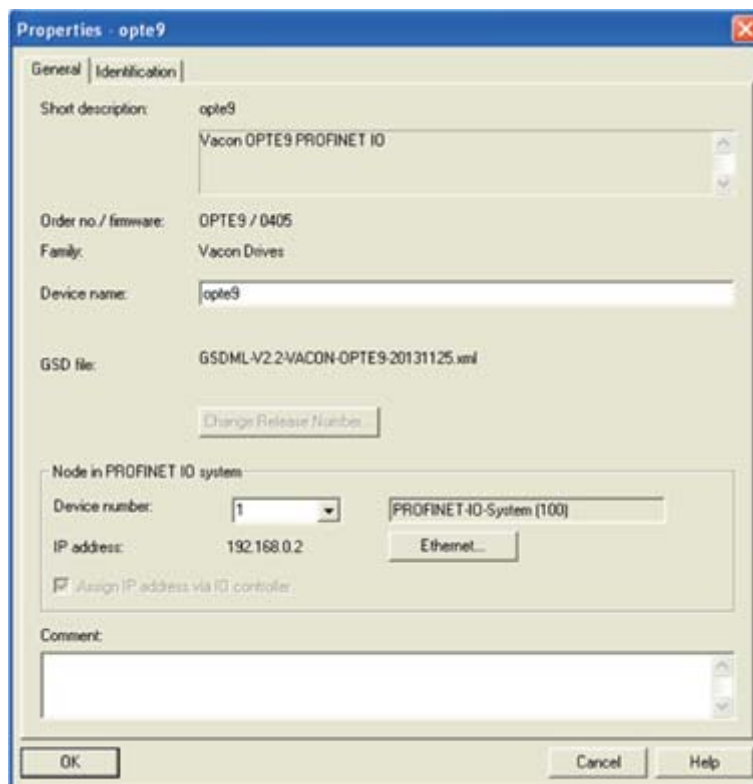 Properties - opte9
General Identification
Short description: opte9
Vacon OPTE9 PROFINET IO
Order no./ firmware: OPTE9 / 0405
Family: Vacon Drives
Device name: opte9
GSD file: GSDML-V2.2-VACON-OPTE9-20131125.xml
Change Release Number...
Node in PROFINET IO system
Device number: 1 PROFINET-IO-System (100)
IP address: 192.168.0.2 Ethernet...
Assign IP address via IO controller
Comment:
OK Cancel Help